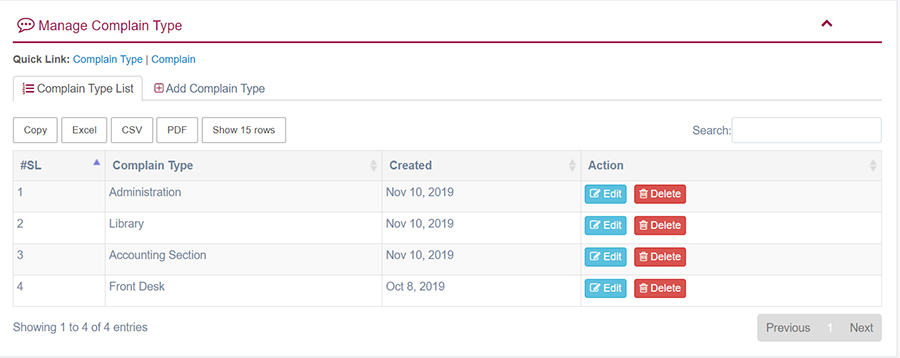 Manage Complain Type
Quick Link: Complain Type | Complain
Complain Type List Add Complain Type
Copy Excel CSV PDF Show 15 rows Search:
#SL Complain Type Created Action
1 Administration Nov 10, 2019 Edit Delete
2 Library Nov 10, 2019 Edit Delete
3 Accounting Section Nov 10, 2019 Edit Delete
4 Front Desk Oct 8, 2019 Edit Delete
Showing 1 to 4 of 4 entries Previous 1 Next